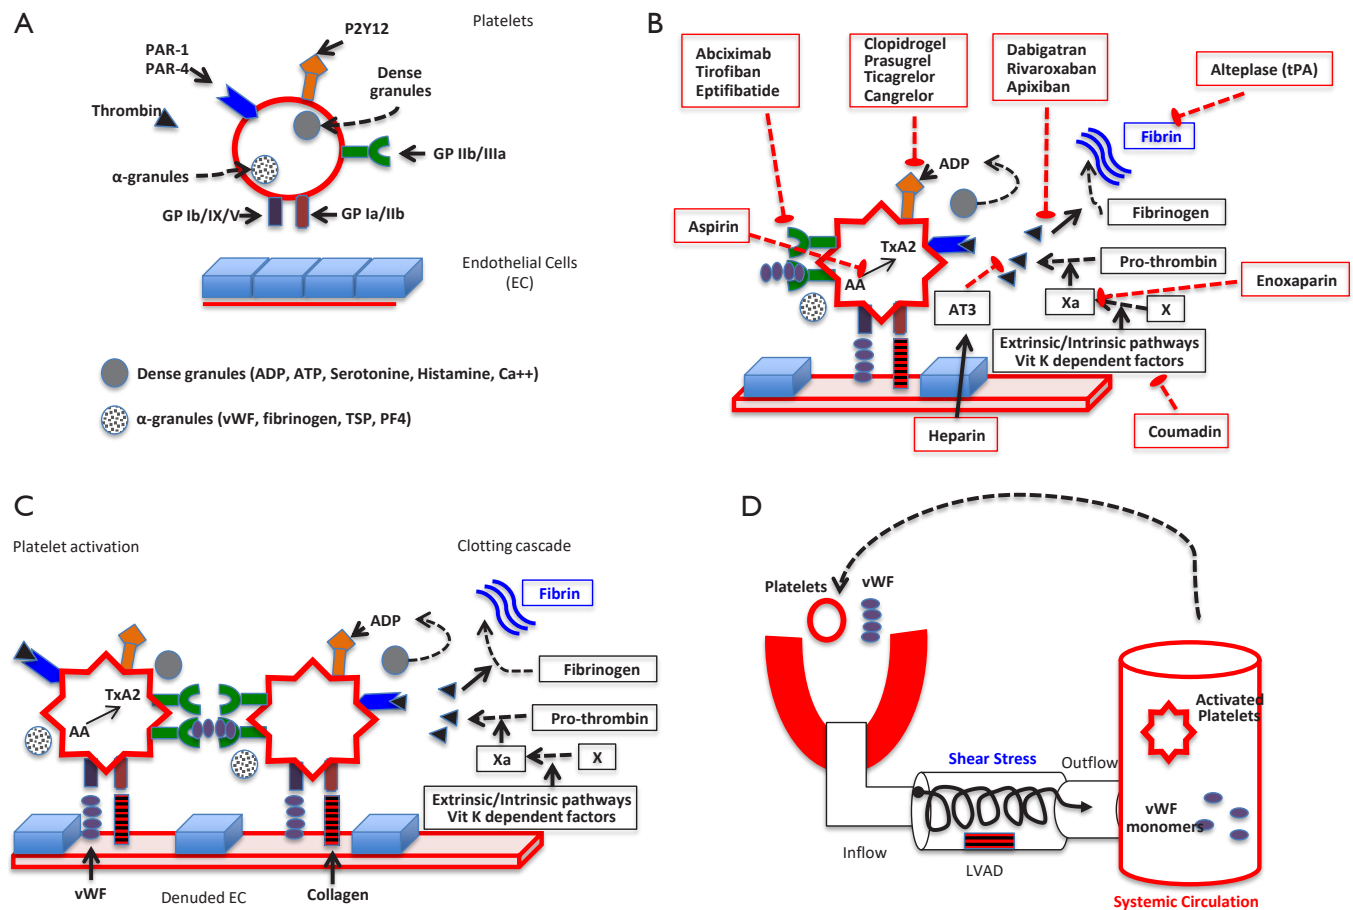 A
Platelets
P2Y12
PAR-1
PAR-4
Dense
granules
Thrombin
GP IIb/IIIa
α-granules
GP Ib/IX/V
GP Ia/IIb
Endothelial Cells
(EC)
Dense granules (ADP, ATP, Serotonine, Histamine, Ca++)
α-granules (vWF, fibrinogen, TSP, PF4)
B
Abciximab
Tirofiban
Eptifibatide
Clopidrogel
Prasugrel
Ticagrelor
Cangrelor
Dabigatran
Rivaroxaban
Apixiban
Alteplase (tPA)
Fibrin
ADP
Fibrinogen
Aspirin
TxA2
AA
Pro-thrombin
Enoxaparin
Xa
X
AT3
Extrinsic/Intrinsic pathways
Vit K dependent factors
Heparin
Coumadin
C
Platelet activation
Clotting cascade
Fibrin
ADP
Fibrinogen
TxA2
AA
Pro-thrombin
Xa
X
Extrinsic/Intrinsic pathways
Vit K dependent factors
vWF
Denuded EC
Collagen
D
Platelets
vWF
Activated
Platelets
Shear Stress
Outflow
vWF
monomers
Inflow
LVAD
Systemic Circulation